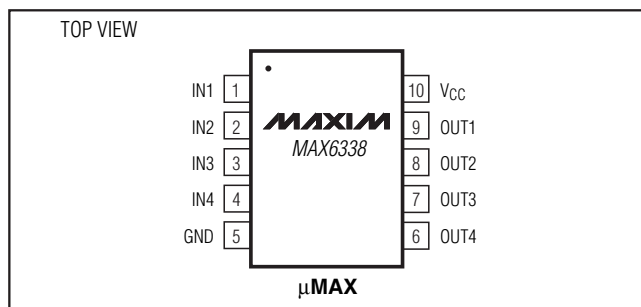 TOP VIEW
IN1 1 10 VCC
IN2 2 MAXIM 9 OUT1
MAX6338
IN3 3 8 OUT2
IN4 4 7 OUT3
GND 5 6 OUT4
μMAX